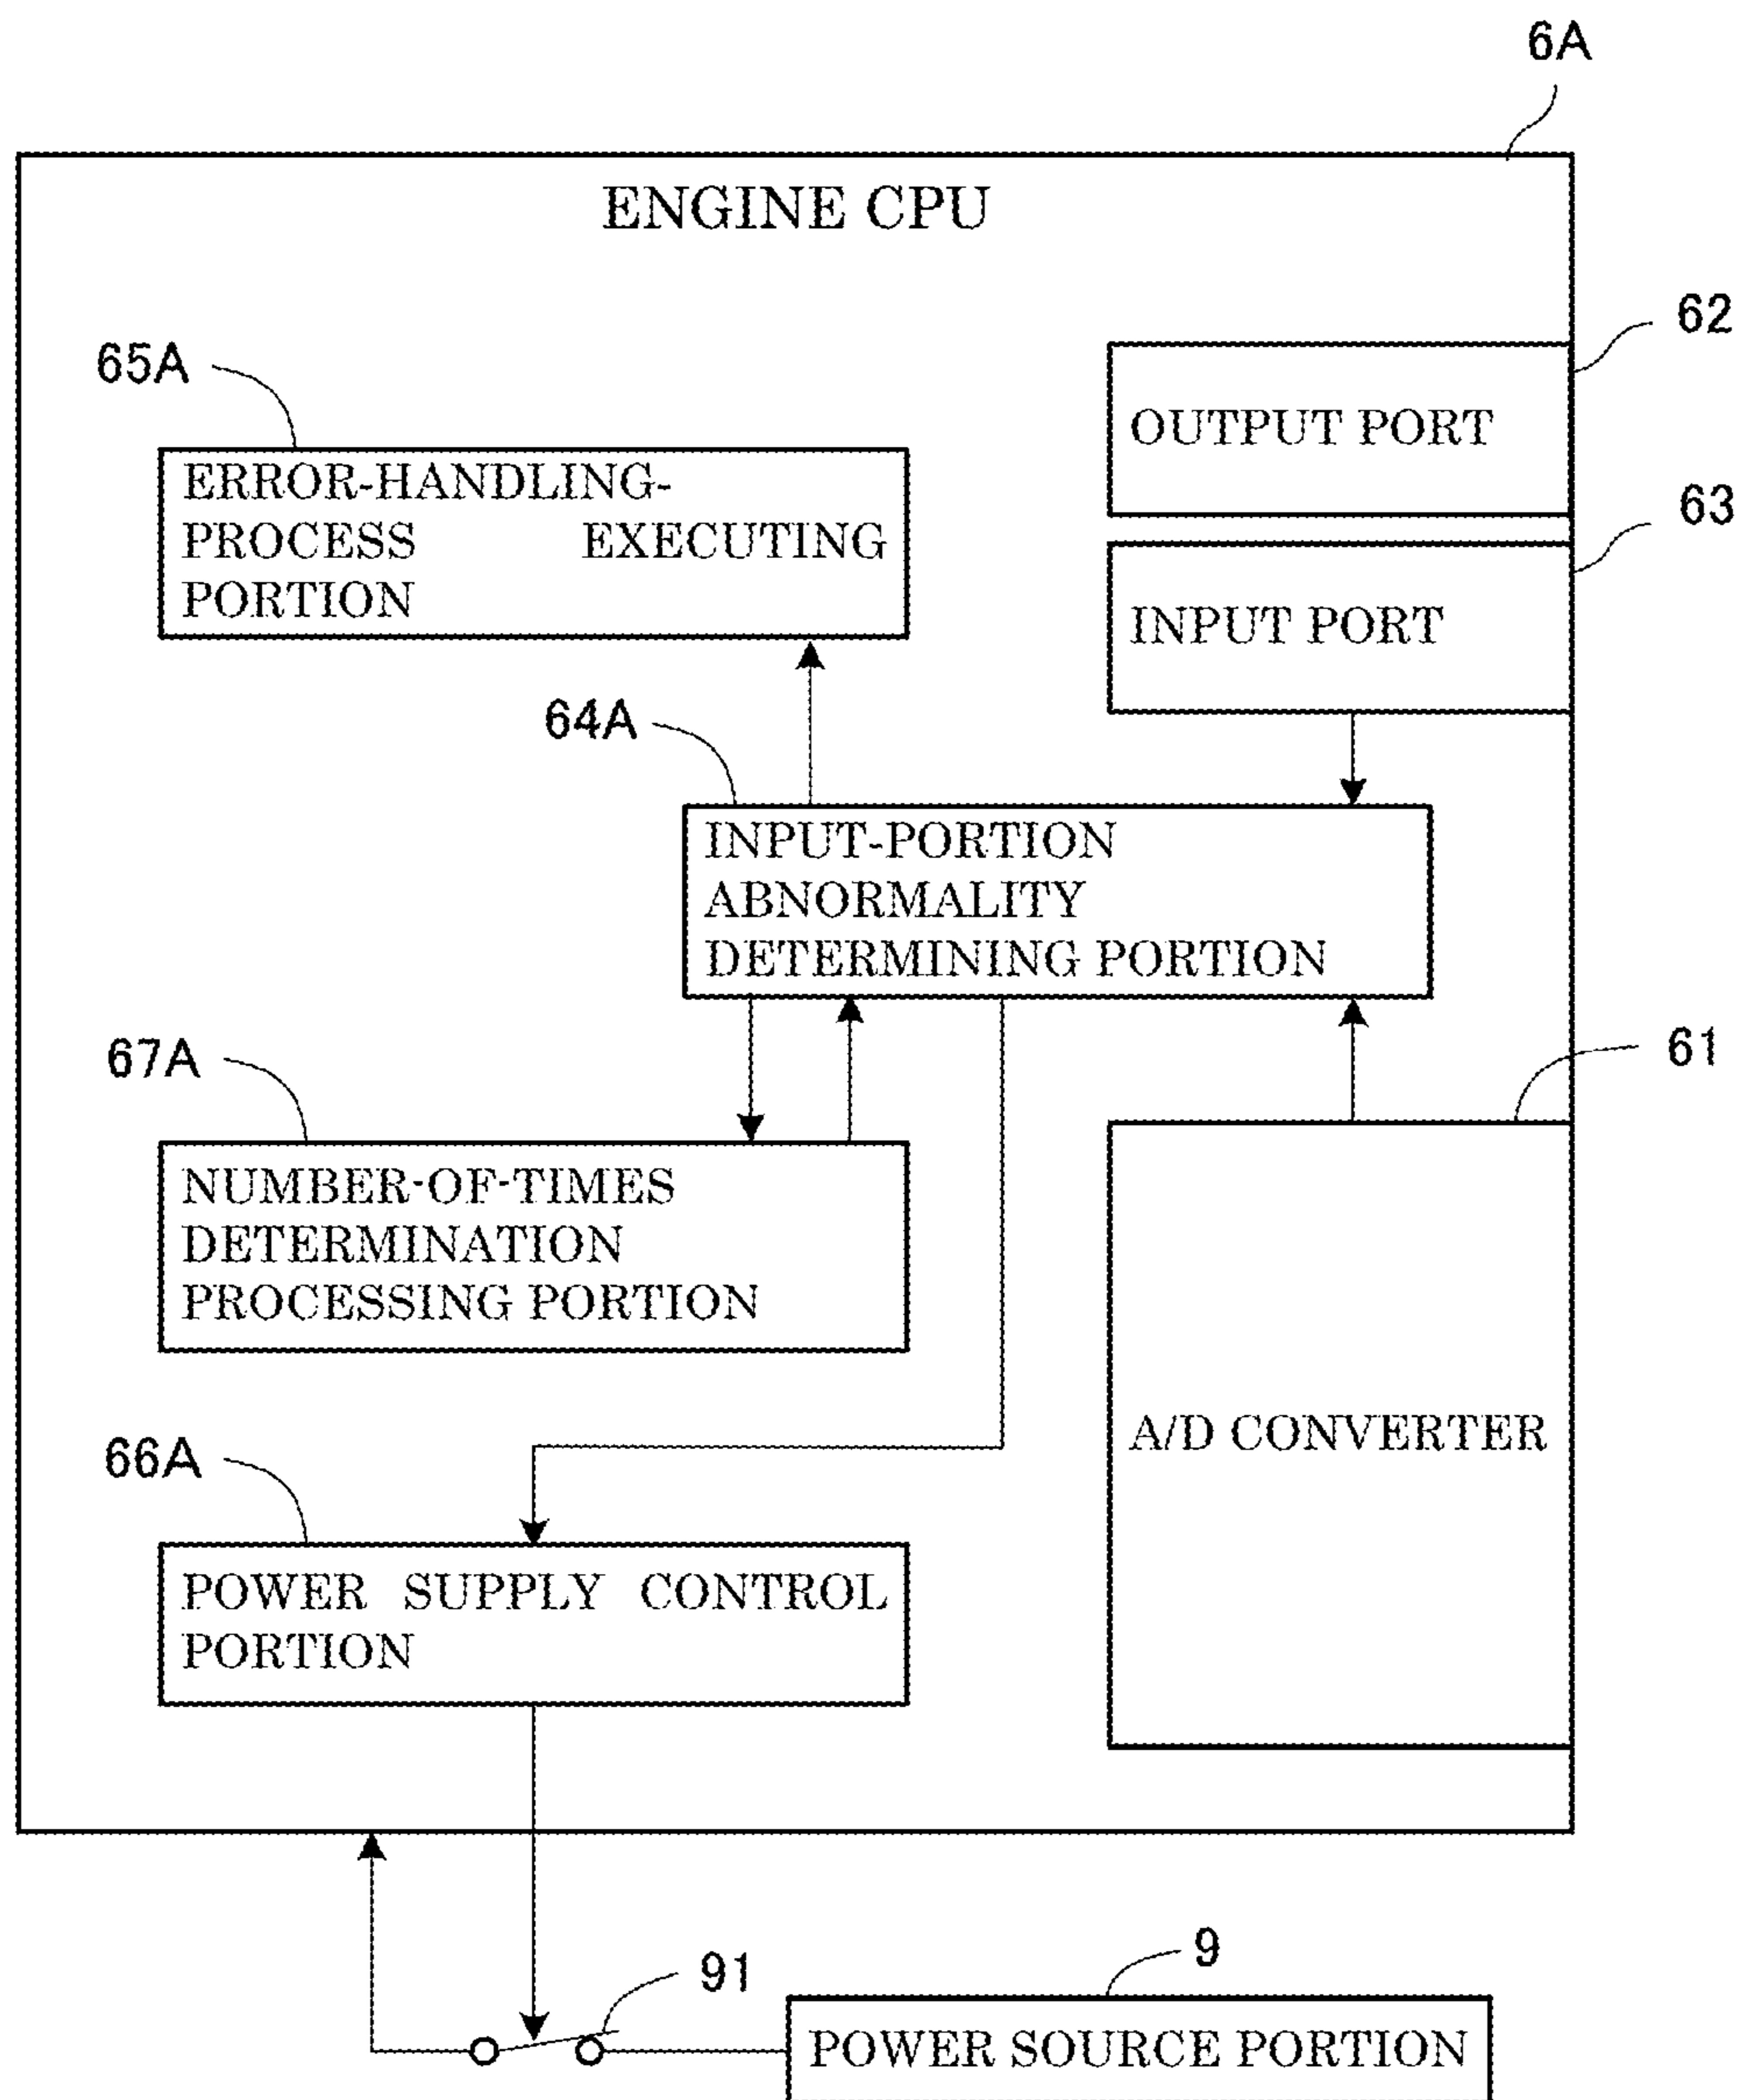 6A
ENGINE CPU
62
65A
OUTPUT PORT
ERROR-HANDLING-
PROCESS EXECUTING
PORTION
63
INPUT PORT
64A
INPUT-PORTION
ABNORMALITY
DETERMINING PORTION
67A
61
NUMBER-OF-TIMES
DETERMINATION
PROCESSING PORTION
A/D CONVERTER
66A
POWER SUPPLY CONTROL
PORTION
91
9
POWER SOURCE PORTION